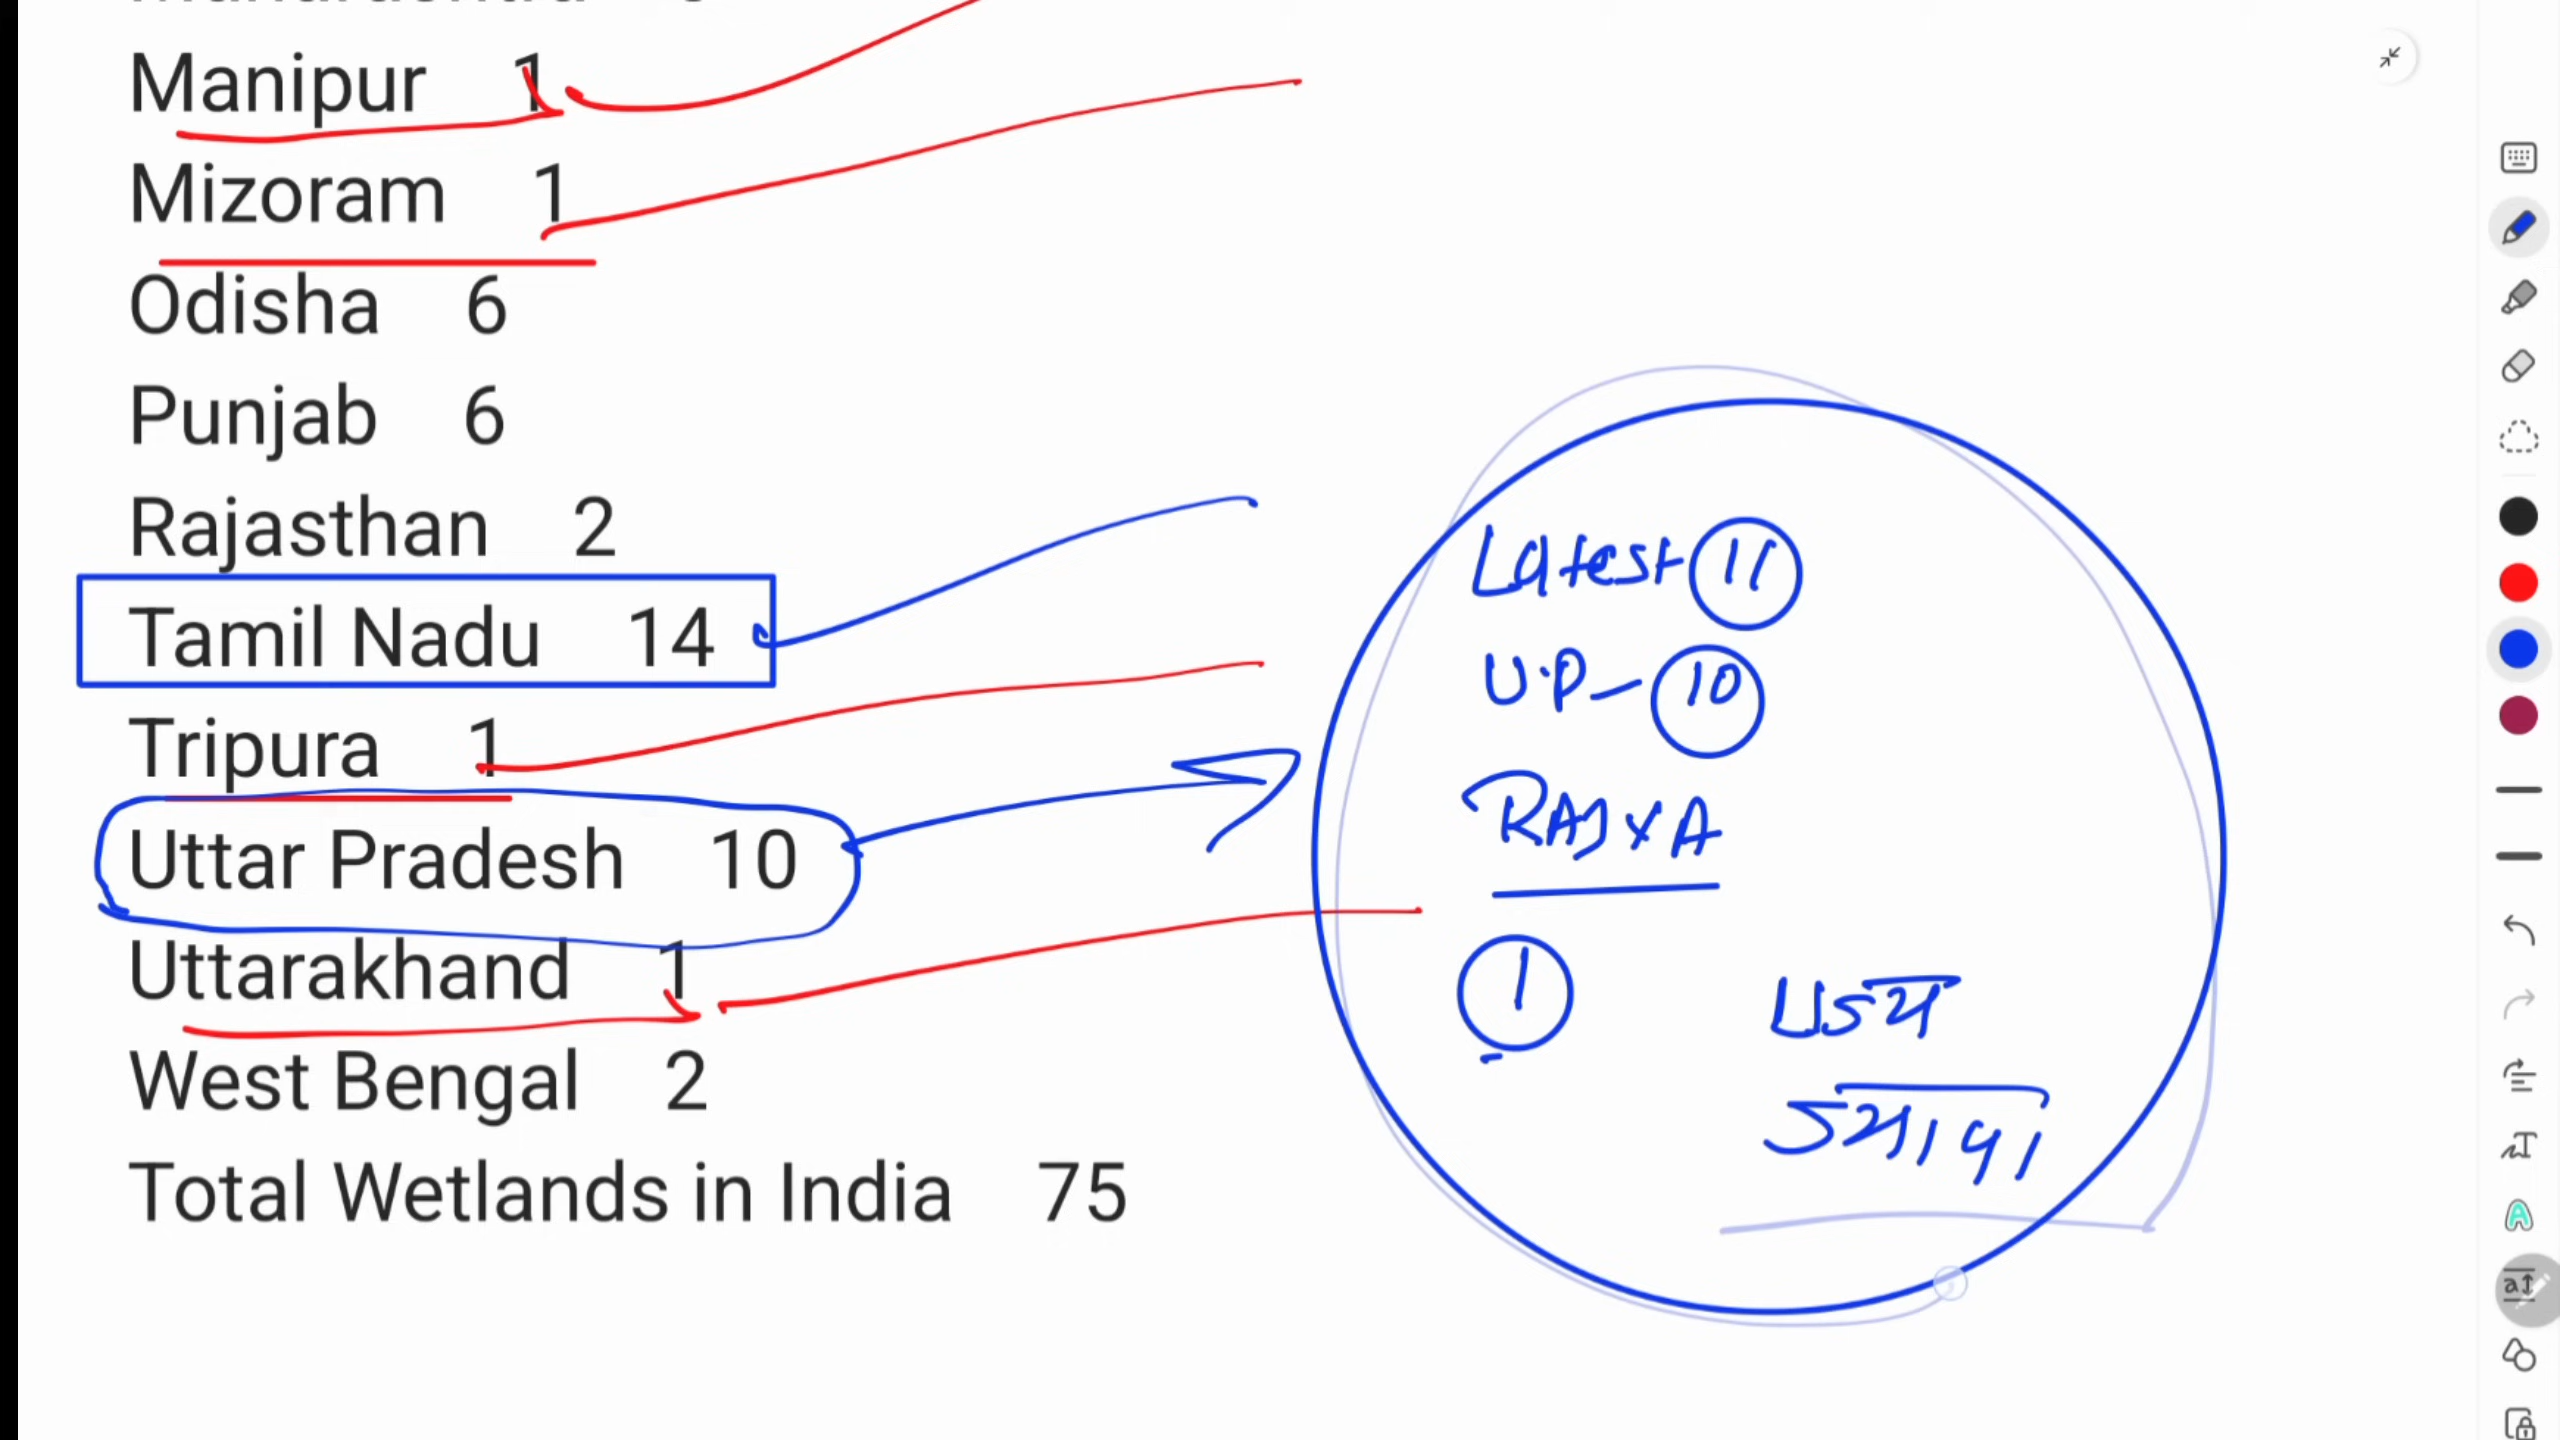 Manipur 1
Mizoram 1
Odisha 6
Punjab 6
Rajasthan 2
Tamil Nadu 14
Tripura 1
Uttar Pradesh 10
Uttarakhand 1
West Bengal 2
Total Wetlands in India 75
Latest 11
U.P - 10
1